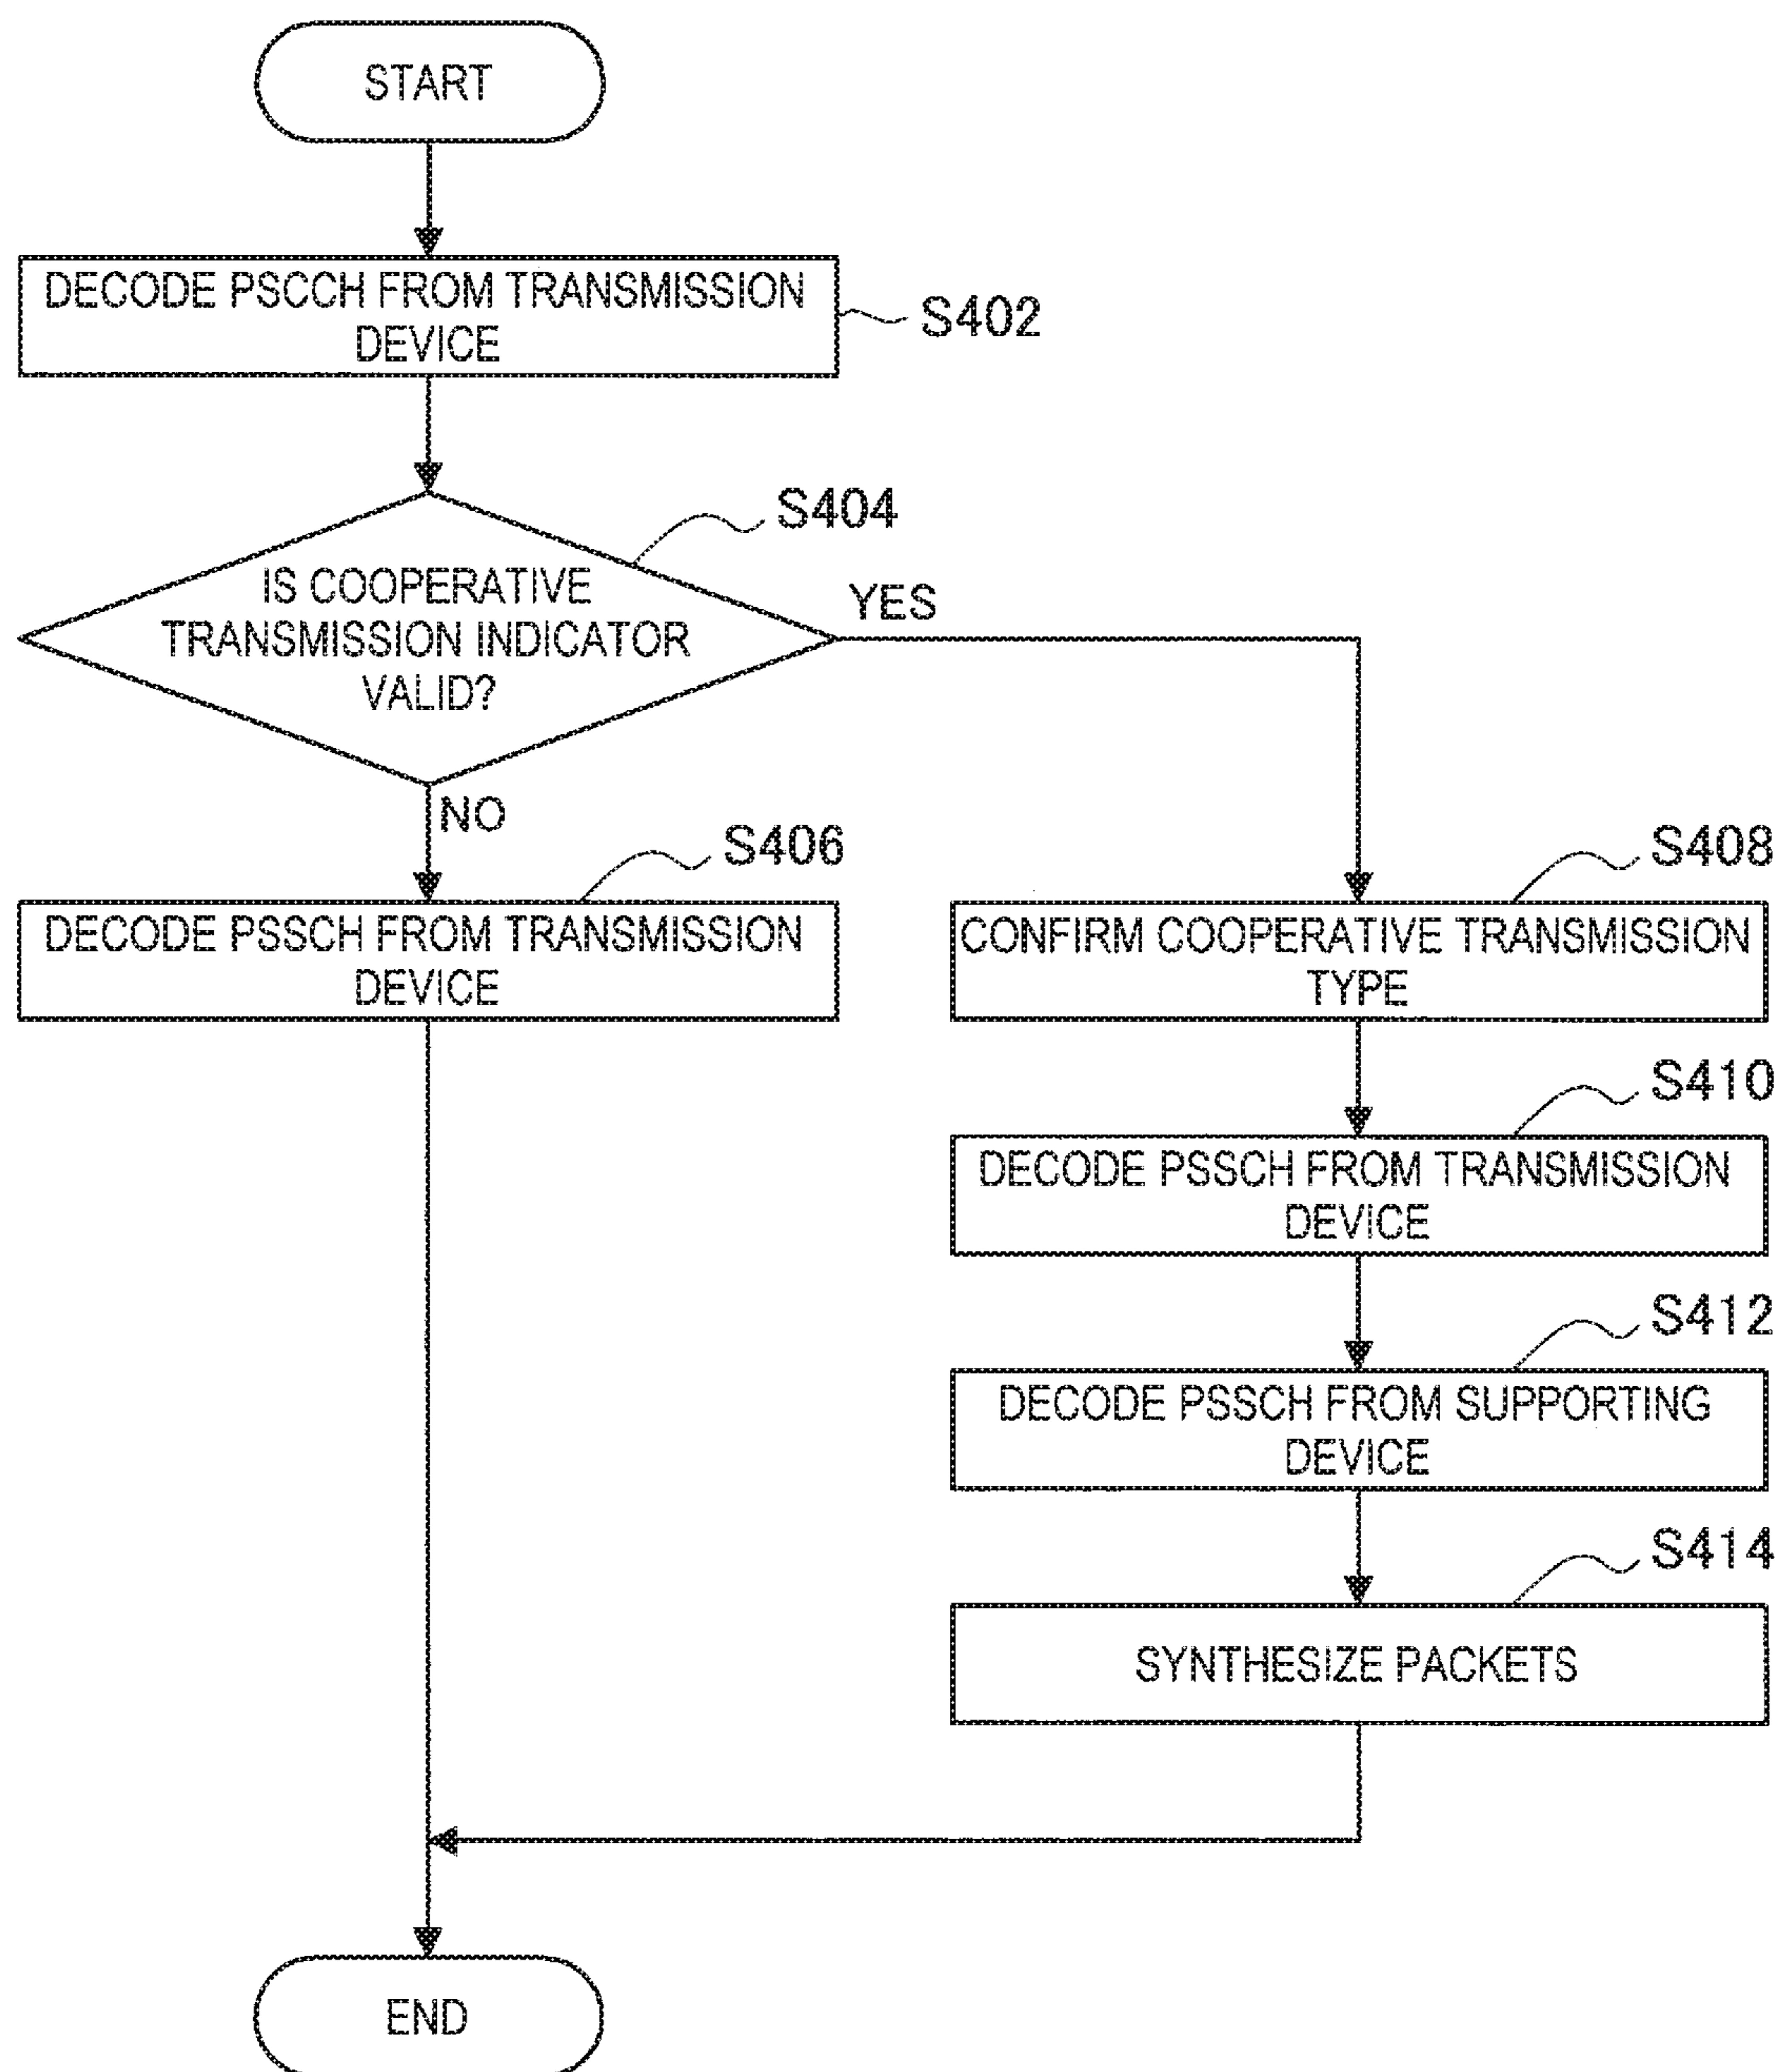 START
DECODE PSCCH FROM TRANSMISSION
DEVICE
S402
S404
IS COOPERATIVE
TRANSMISSION INDICATOR
VALID?
YES
NO
S406
DECODE PSSCH FROM TRANSMISSION
DEVICE
S408
CONFIRM COOPERATIVE TRANSMISSION
TYPE
S410
DECODE PSSCH FROM TRANSMISSION
DEVICE
S412
DECODE PSSCH FROM SUPPORTING
DEVICE
S414
SYNTHESIZE PACKETS
END